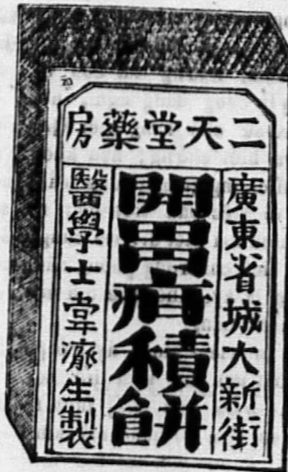 二天堂藥房
廣東省城大新街
開胃疳積餅
醫學士韋生製